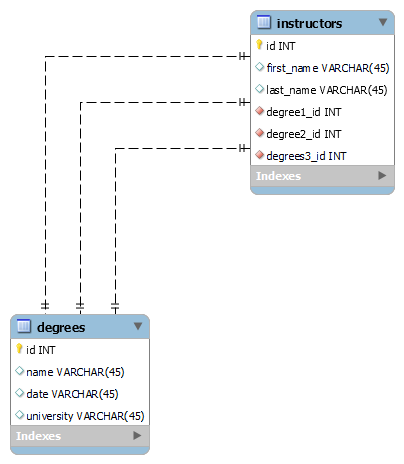 instructors
id INT
first_name VARCHAR(45)
last_name VARCHAR(45)
degree1_id INT
degree2_id INT
degrees3_id INT
Indexes
degrees
id INT
name VARCHAR(45)
date VARCHAR(45)
university VARCHAR(45)
Indexes